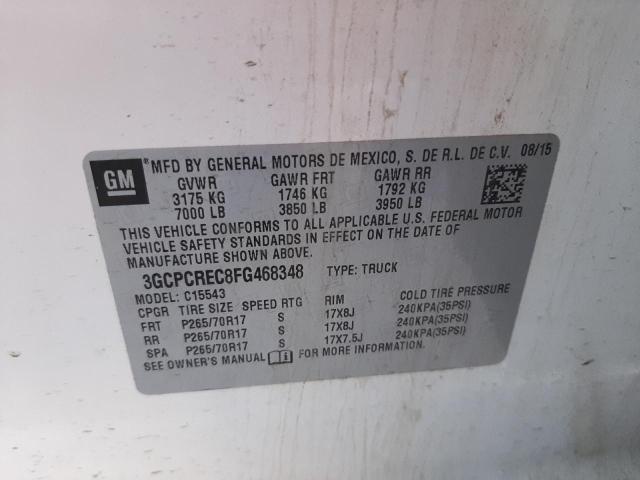 GM ® MFD BY GENERAL MOTORS DE MEXICO, S. DE R.L. DE C.V. 08/15
GVWR GAWR FRT GAWR RR
3175 KG 1746 KG 1792 KG
7000 LB 3850 LB 3950 LB
THIS VEHICLE CONFORMS TO ALL APPLICABLE U.S. FEDERAL MOTOR
VEHICLE SAFETY STANDARDS IN EFFECT ON THE DATE OF
MANUFACTURE SHOWN ABOVE.
3GCPCREC8FG468348 TYPE: TRUCK
MODEL: C15543
CPGR TIRE SIZE SPEED RTG RIM COLD TIRE PRESSURE
FRT P265/70R17 S 17X8J 240KPA(35PSI)
RR P265/70R17 S 17X8J 240KPA(35PSI)
SPA P265/70R17 S 17X7.5J 240KPA(35PSI)
SEE OWNER'S MANUAL FOR MORE INFORMATION.